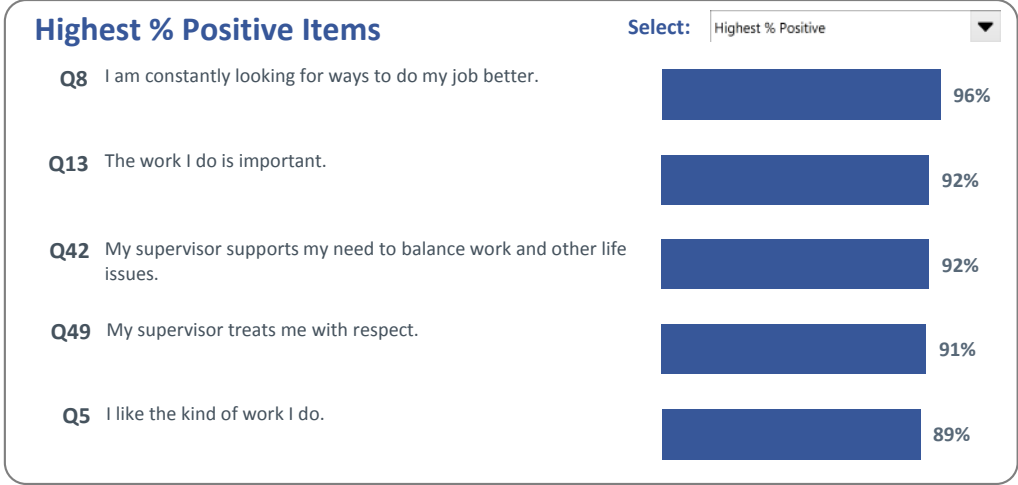 Highest % Positive Items
Select: Highest % Positive
Q8 I am constantly looking for ways to do my job better. 96%
Q13 The work I do is important. 92%
Q42 My supervisor supports my need to balance work and other life
issues.
92%
Q49 My supervisor treats me with respect. 91%
Q5 I like the kind of work I do. 89%